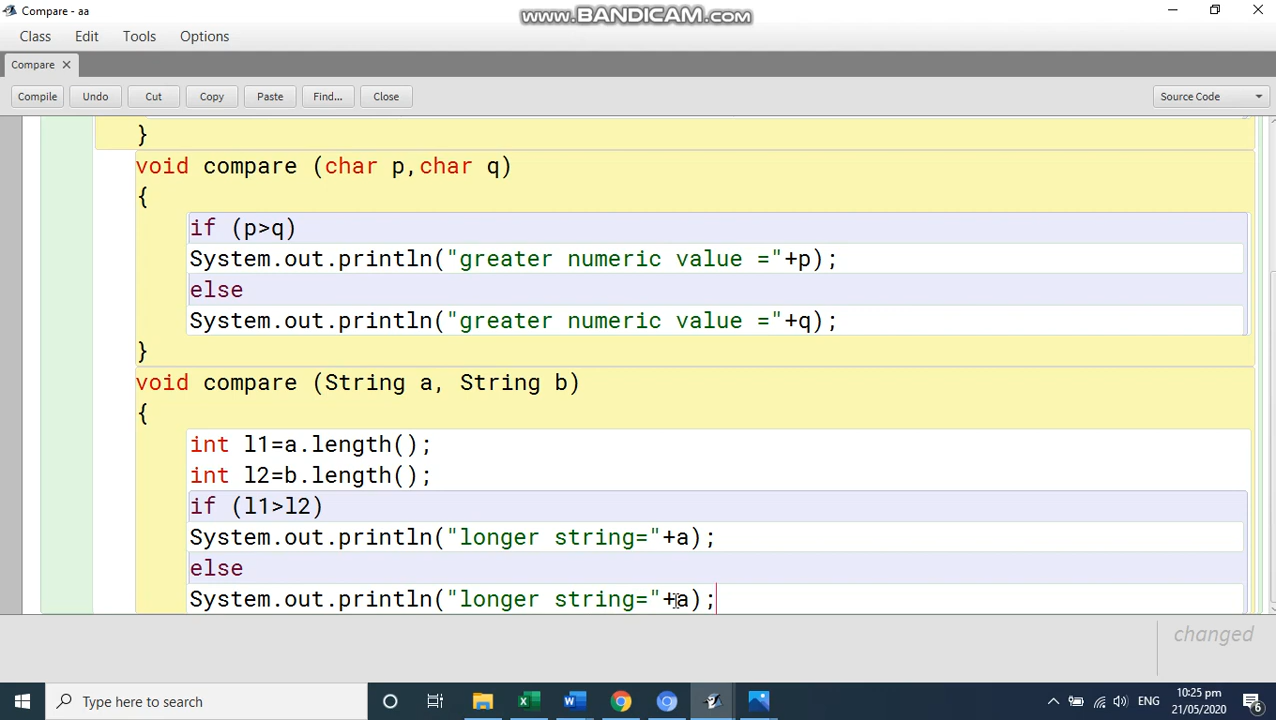 Compare - aa
www.BANDICAM.com
Class Edit Tools Options
Compare
Compile Undo Cut Copy Paste Find... Close Source Code
}
void compare (char p,char q)
{
if (p>q)
System.out.println("greater numeric value ="+p);
else
System.out.println("greater numeric value ="+q);
}
void compare (String a, String b)
{
int l1=a.length();
int l2=b.length();
if (l1>l2)
System.out.println("longer string="+a);
else
System.out.println("longer string="+a);
changed
Type here to search
ENG
10:25 pm
21/05/2020
6